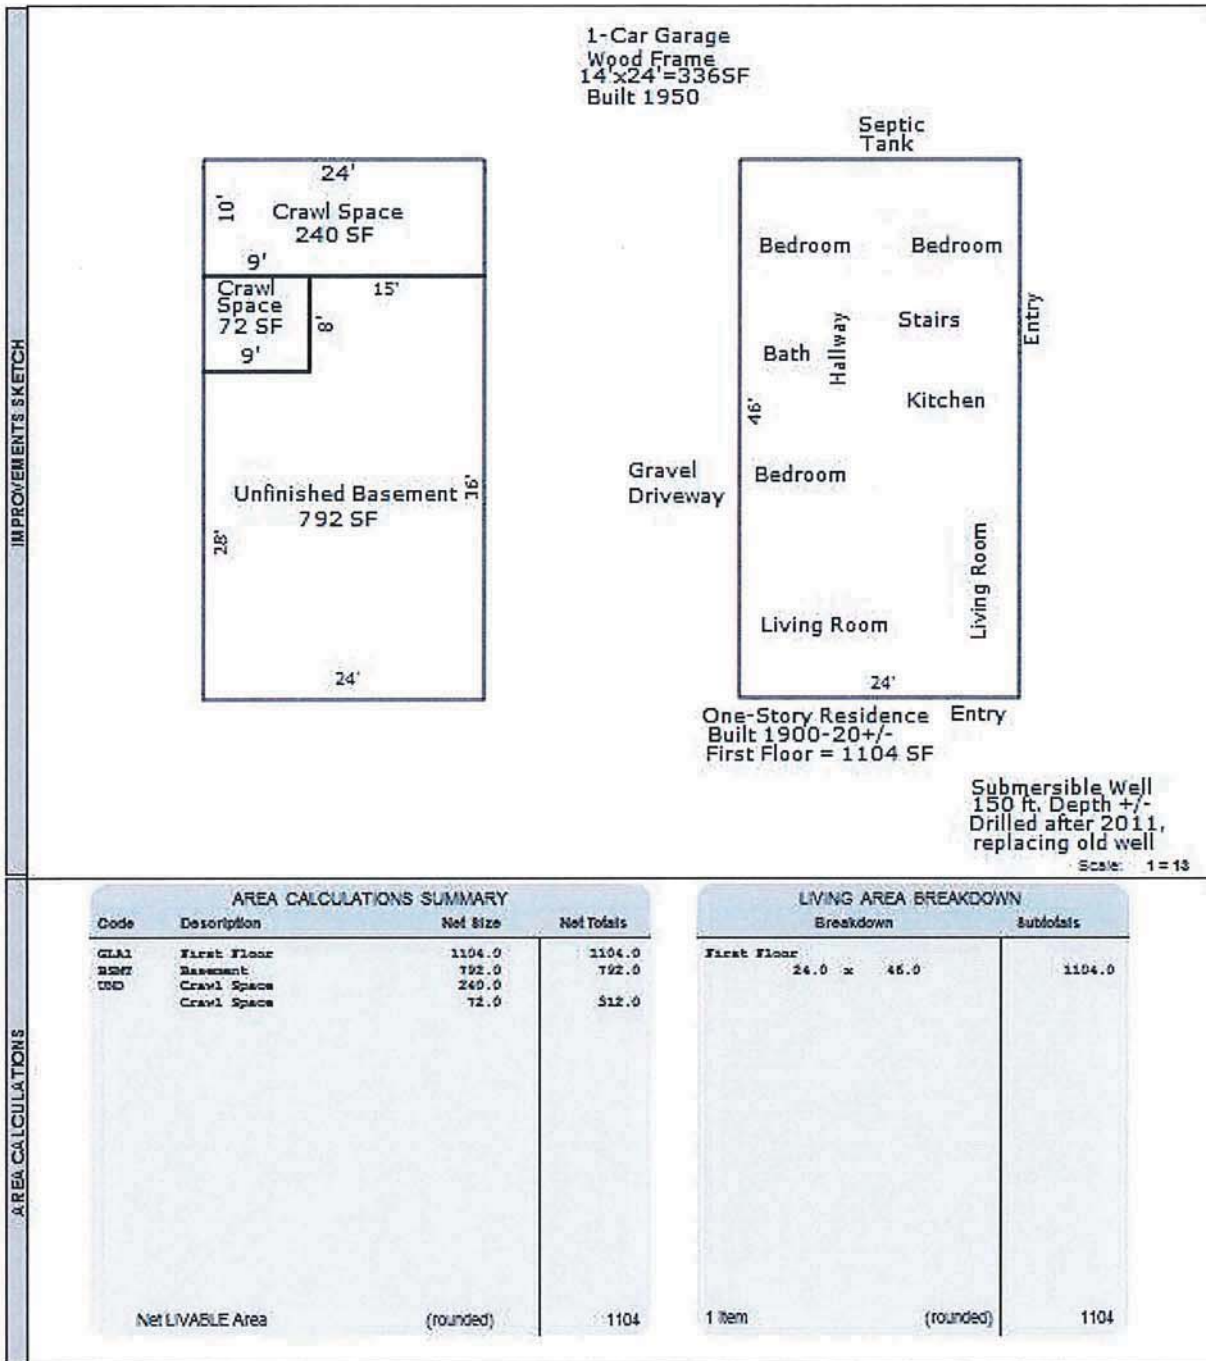 IMPROVEMENTS SKETCH
1-Car Garage
Wood Frame
14'x24'=336SF
Built 1950
24'
10'
Crawl Space
240 SF
9'
15'
Crawl
Space
72 SF
8'
9'
Unfinished Basement
792 SF
36'
28'
24'
Septic
Tank
Bedroom Bedroom
Stairs
Entry
Hallway
Bath
Kitchen
46'
Gravel
Driveway
Bedroom
Living Room
Living Room
24'
One-Story Residence
Built 1900-20+/-
First Floor = 1104 SF
Entry
Submersible Well
150 ft. Depth +/-
Drilled after 2011,
replacing old well
Scale: 1 = 13
AREA CALCULATIONS
AREA CALCULATIONS SUMMARY
Code Description Net Size Net Totals
GLA1 First Floor 1104.0 1104.0
BSMT Basement 792.0 792.0
UND Crawl Space 240.0
Crawl Space 72.0 312.0
Net LIVABLE Area (rounded) 1104
LIVING AREA BREAKDOWN
Breakdown Subtotals
First Floor
24.0 x 46.0 1104.0
1 Item (rounded) 1104